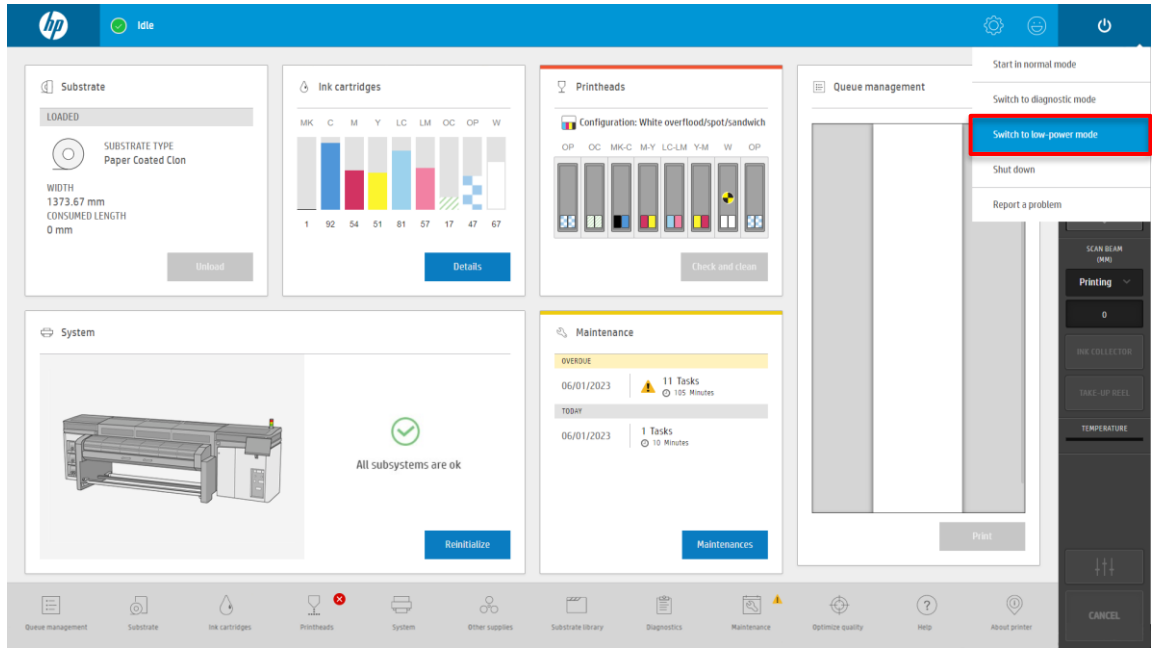 hp
Idle
Start in normal mode
Switch to diagnostic mode
Switch to low-power mode
Shut down
Report a problem
Substrate
LOADED
SUBSTRATE TYPE
Paper Coated Clon
WIDTH
1373.67 mm
CONSUMED LENGTH
0 mm
Unload
Ink cartridges
MK C M Y LC LM OC OP W
1 92 54 51 81 57 17 47 67
Details
Printheads
Configuration: White overflood/spot/sandwich
OP OC MK-C M-Y LC-LM Y-M W OP
Check and clean
Queue management
Print
System
All subsystems are ok
Reinitialize
Maintenance
OVERDUE
06/01/2023
11 Tasks
105 Minutes
TODAY
06/01/2023
1 Tasks
10 Minutes
Maintenances
SCAN BEAM
(MM)
Printing
0
INK COLLECTOR
TAKE-UP REEL
TEMPERATURE
CANCEL
Queue management
Substrate
Ink cartridges
Printheads
System
Other supplies
Substrate library
Diagnostics
Maintenance
Optimize quality
Help
About printer